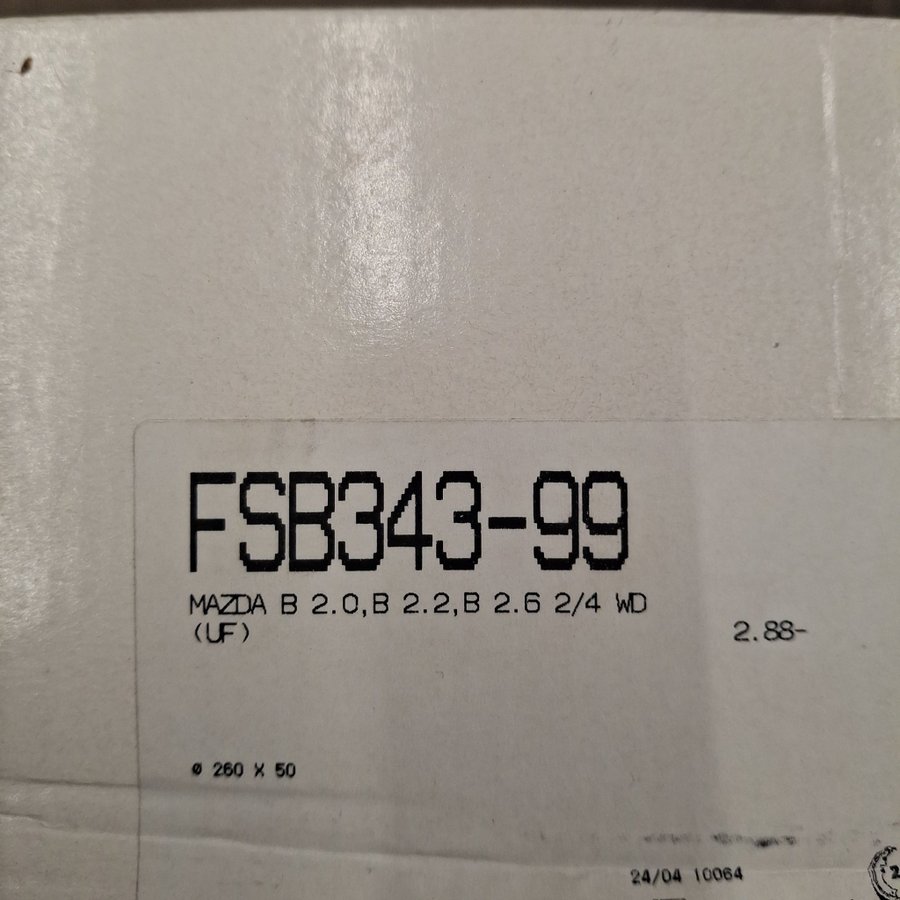 FSB343-99
MAZDA B 2.0,B 2.2,B 2.6 2/4 WD
(UF)
2.88-
ø 260 X 50
24/04 10064
2